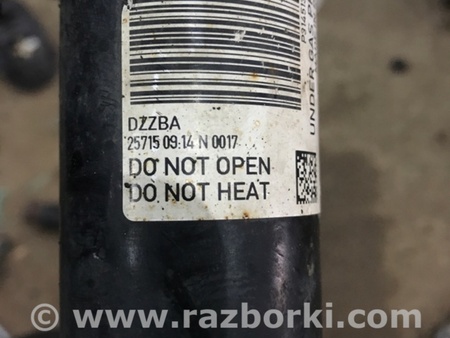 UNDER GAS
DZZBA
25715 09:14 N 0017
DO NOT OPEN
DO NOT HEAT
www.razborki.com